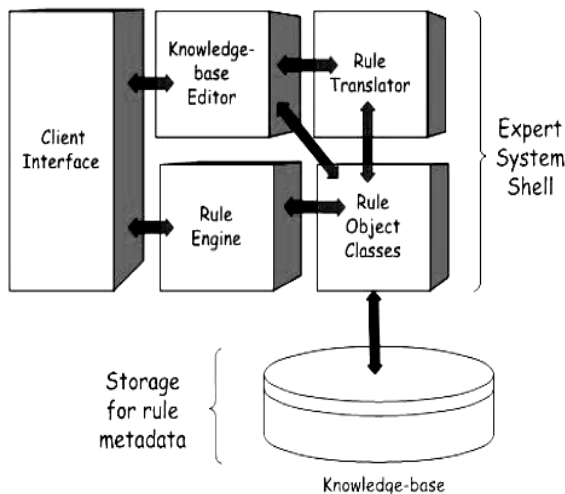 Client
Interface
Knowledge-
base
Editor
Rule
Translator
Rule
Engine
Rule
Object
Classes
Expert
System
Shell
Storage
for rule
metadata
Knowledge-base